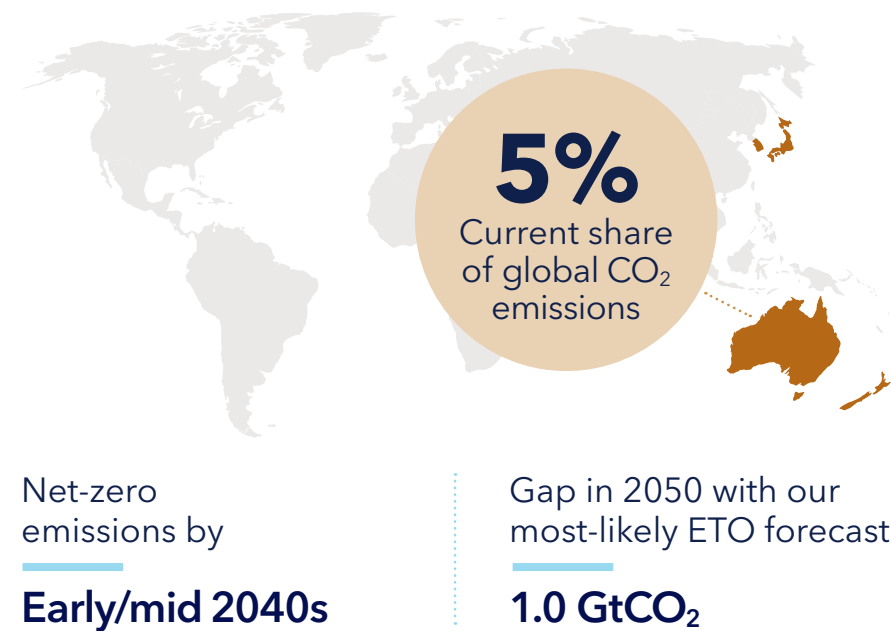 5%
Current share
of global CO₂
emissions
Net-zero
emissions by
Early/mid 2040s
Gap in 2050 with our
most-likely ETO forecast
1.0 GtCO₂